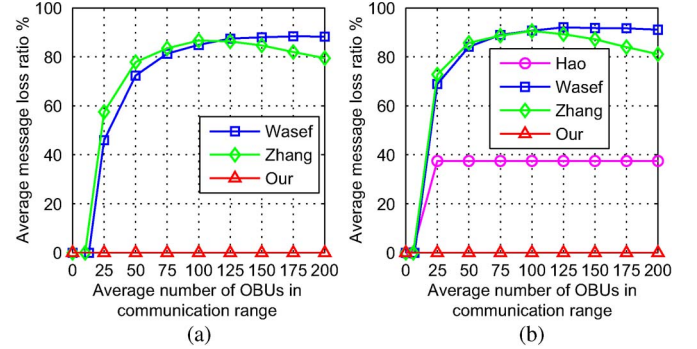 100
80
60
40
20
0
Average message loss ratio %
Wasef
Zhang
Our
0 25 50 75 100 125 150 175 200
Average number of OBUs in
communication range
(a)
100
80
60
40
20
0
Average message loss ratio %
Hao
Wasef
Zhang
Our
0 25 50 75 100 125 150 175 200
Average number of OBUs in
communication range
(b)